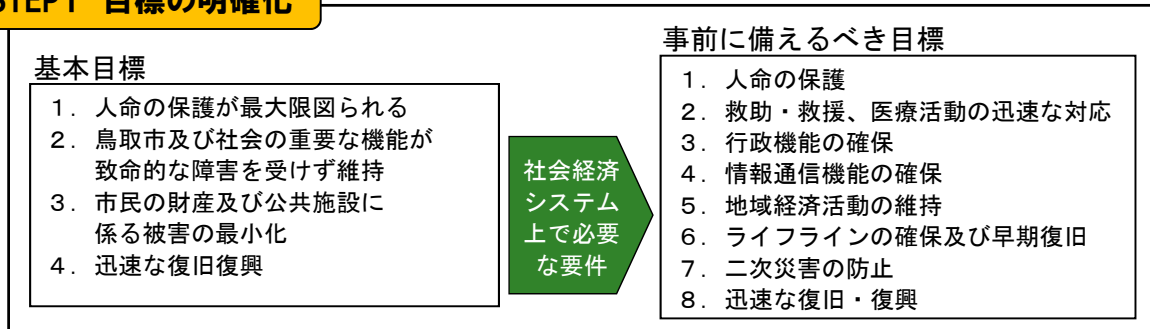 STEP1 目標の明確化
基本目標
1. 人命の保護が最大限図られる
2. 鳥取市及び社会の重要な機能が
致命的な障害を受けず維持
3. 市民の財産及び公共施設に
係る被害の最小化
4. 迅速な復旧復興
社会経済
システム
上で必要
な要件
事前に備えるべき目標
1. 人命の保護
2. 救助・救援、医療活動の迅速な対応
3. 行政機能の確保
4. 情報通信機能の確保
5. 地域経済活動の維持
6. ライフラインの確保及び早期復旧
7. 二次災害の防止
8. 迅速な復旧・復興